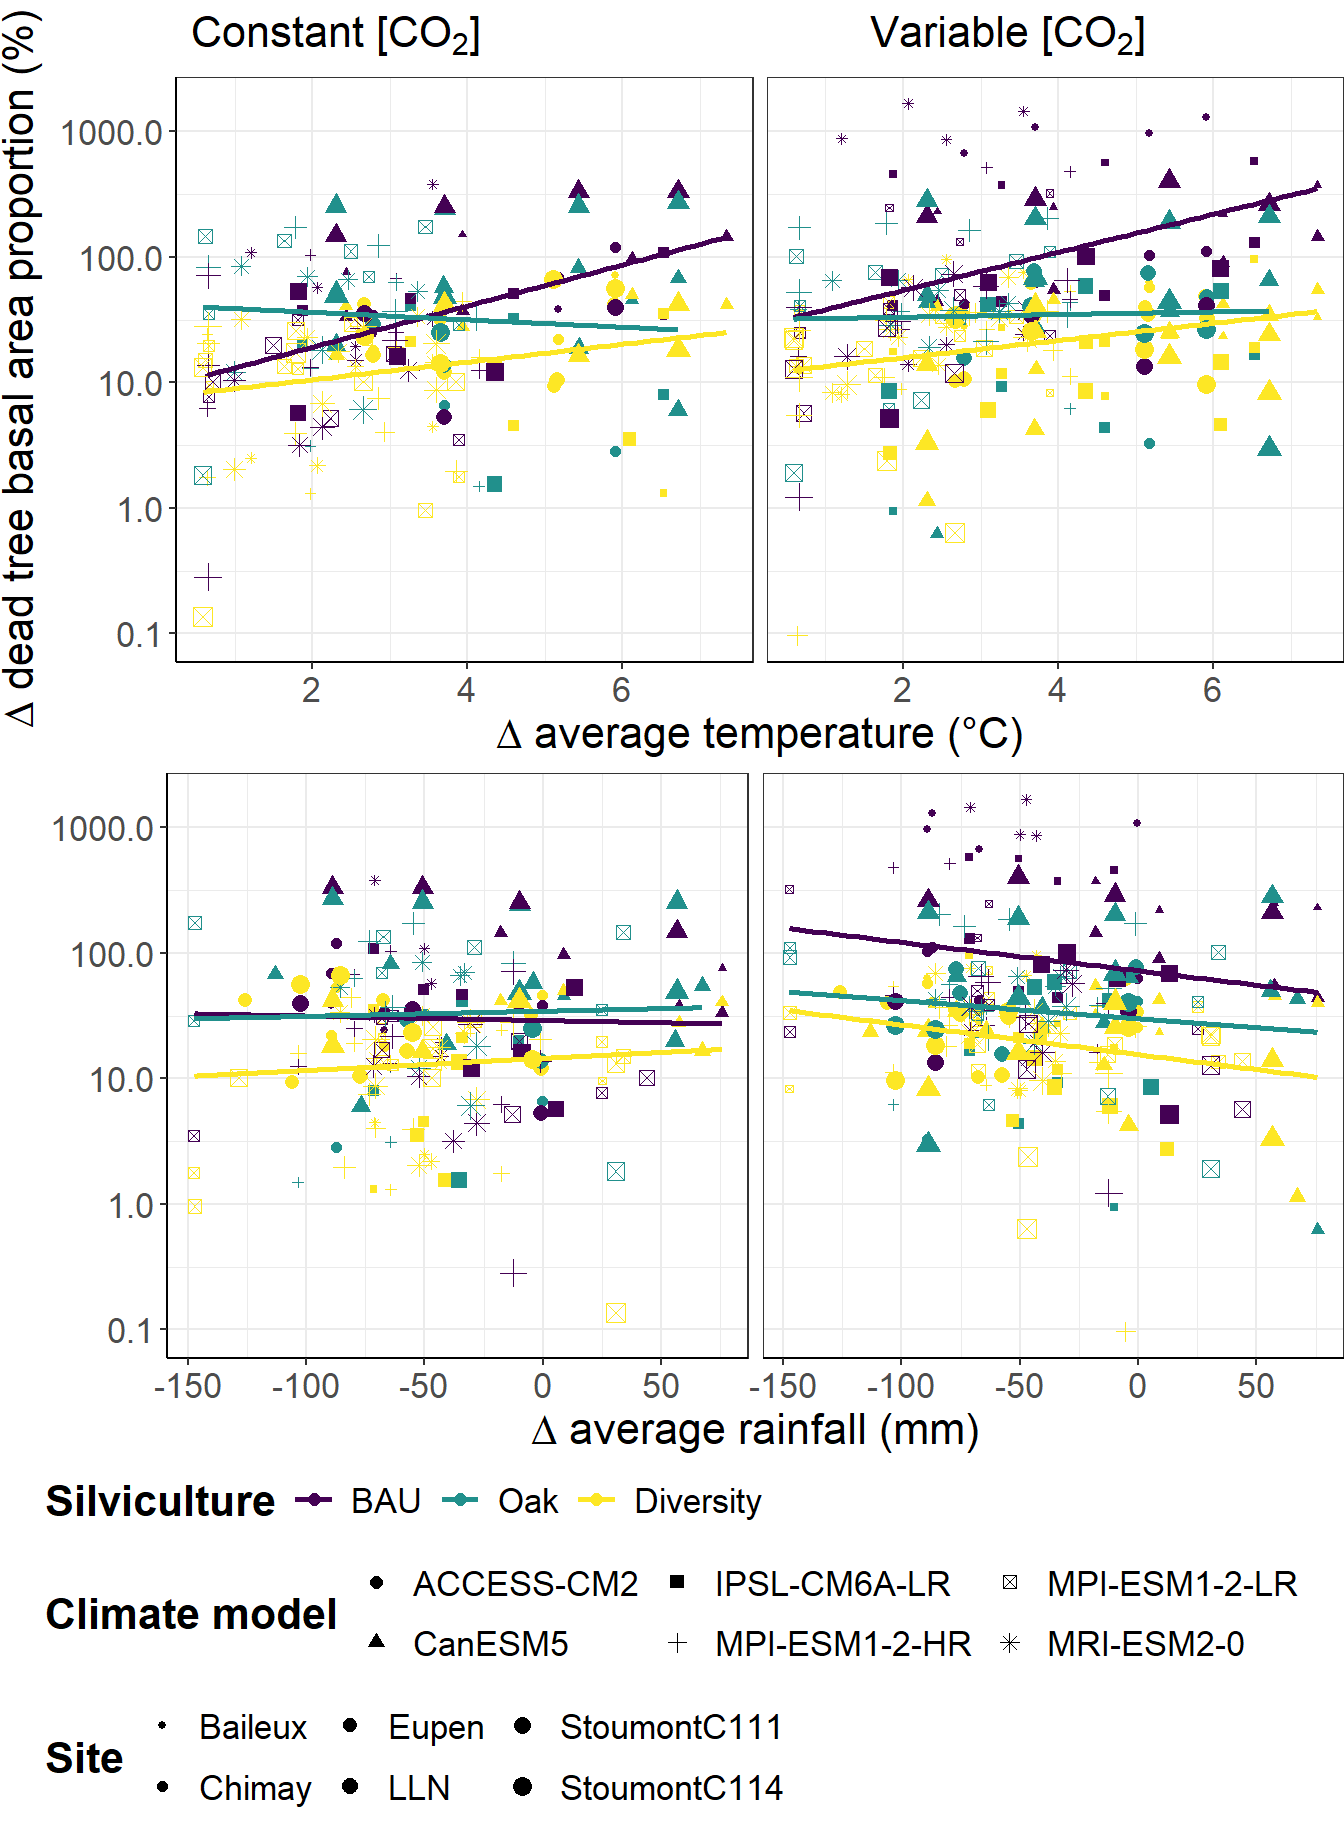 Constant [CO2] Variable [CO2]
Δ dead tree basal area proportion (%)
1000.0
100.0
10.0
1.0
0.1
2 4 6 2 4 6
Δ average temperature (°C)
1000.0
100.0
10.0
1.0
0.1
-150 -100 -50 0 50 -150 -100 -50 0 50
Δ average rainfall (mm)
Silviculture BAU Oak Diversity
Climate model
ACCESS-CM2 IPSL-CM6A-LR MPI-ESM1-2-LR
CanESM5 MPI-ESM1-2-HR MRI-ESM2-0
Site
Baileux Eupen StoumontC111
Chimay LLN StoumontC114